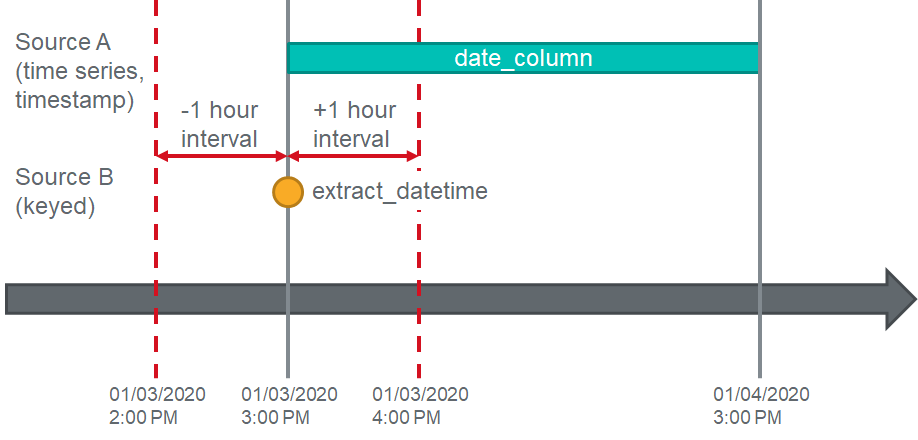 Source A
(time series,
timestamp)
date_column
-1 hour
interval
+1 hour
interval
Source B
(keyed)
extract_datetime
01/03/2020
2:00 PM
01/03/2020
3:00 PM
01/03/2020
4:00 PM
01/04/2020
3:00 PM